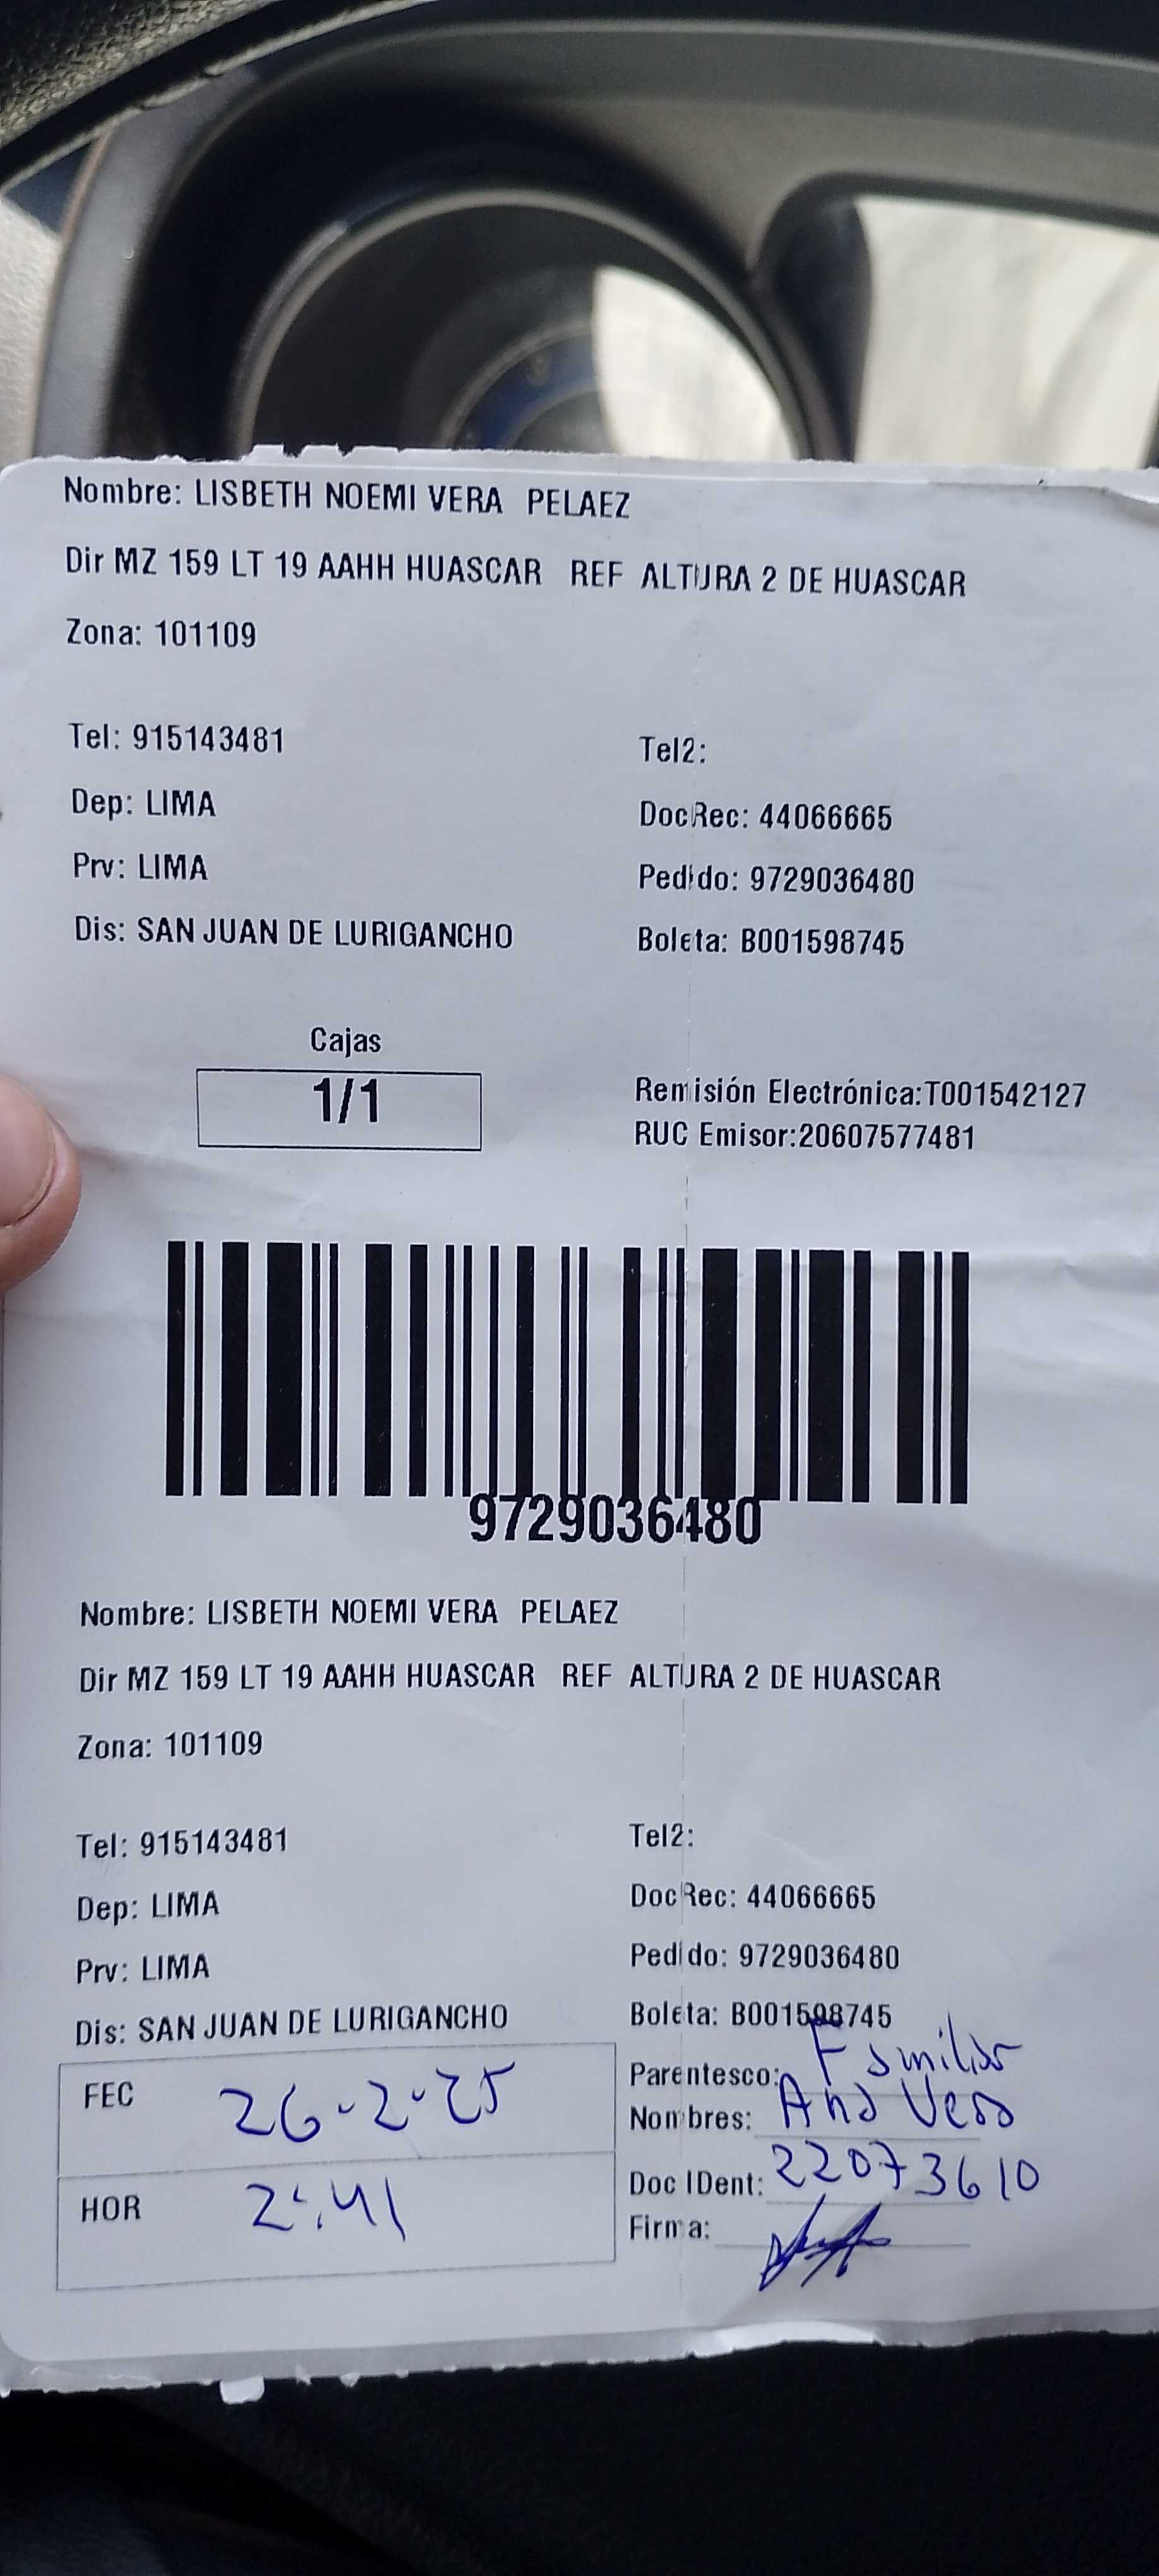 Nombre: LISBETH NOEMI VERA PELAEZ
Dir MZ 159 LT 19 AAHH HUASCAR REF ALTURA 2 DE HUASCAR
Zona: 101109
Tel: 915143481 Tel2:
Dep: LIMA DocRec: 44066665
Prv: LIMA Pedido: 9729036480
Dis: SAN JUAN DE LURIGANCHO Boleta: B001598745
Cajas
1/1
Remisión Electrónica:T001542127
RUC Emisor:20607577481
9729036480
Nombre: LISBETH NOEMI VERA PELAEZ
Dir MZ 159 LT 19 AAHH HUASCAR REF ALTURA 2 DE HUASCAR
Zona: 101109
Tel: 915143481 Tel2:
Dep: LIMA DocRec: 44066665
Prv: LIMA Pedido: 9729036480
Dis: SAN JUAN DE LURIGANCHO Boleta: B001598745
FEC 26-2-25 Parentesco: Familiar
Nombres: Ana Vera
HOR 2:41 Doc IDent: 22073610
Firma: